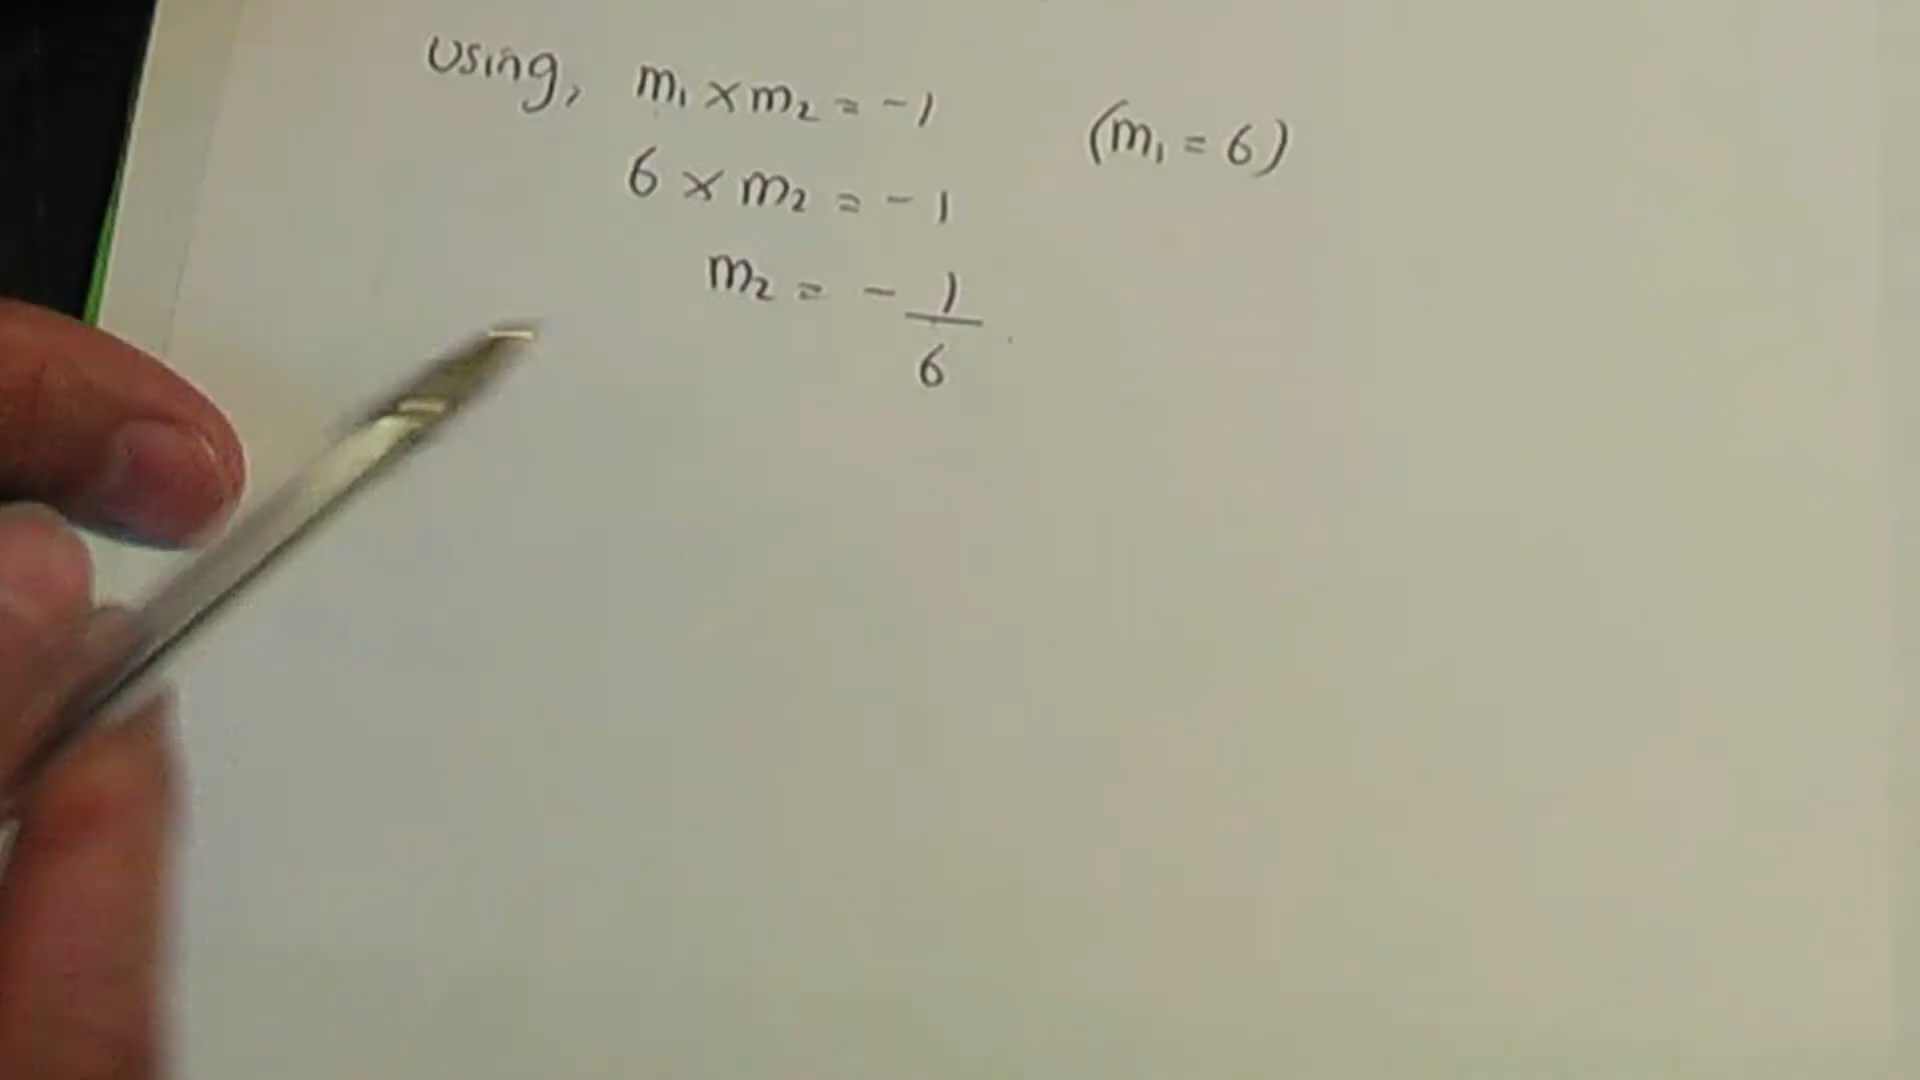 Using, m₁ × m₂ = -1 (m₁ = 6)
6 × m₂ = -1
m₂ = - 1/6